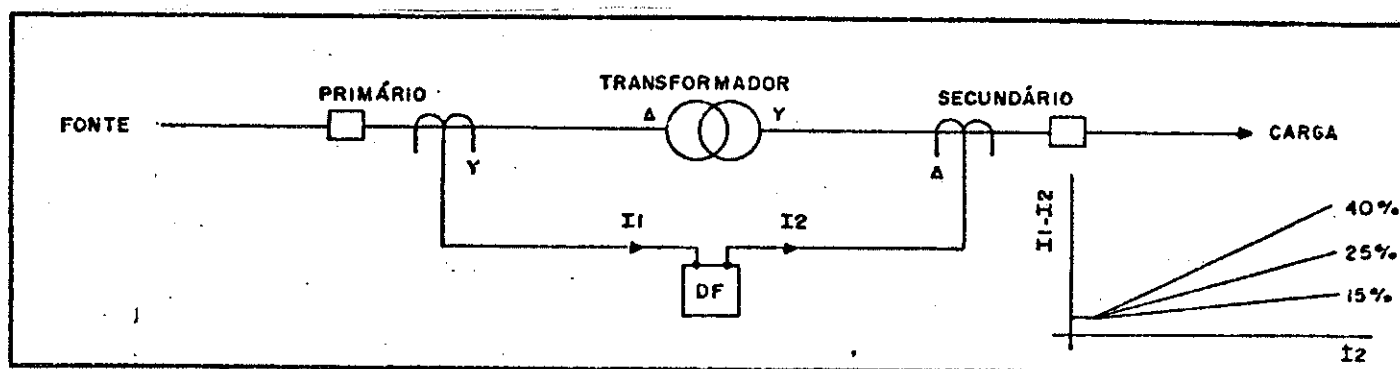 TRANSFORMADOR
PRIMÁRIO
SECUNDÁRIO
FONTE
Δ
Y
CARGA
Y
Δ
I1
I2
DF
I1-I2
40%
25%
15%
I2